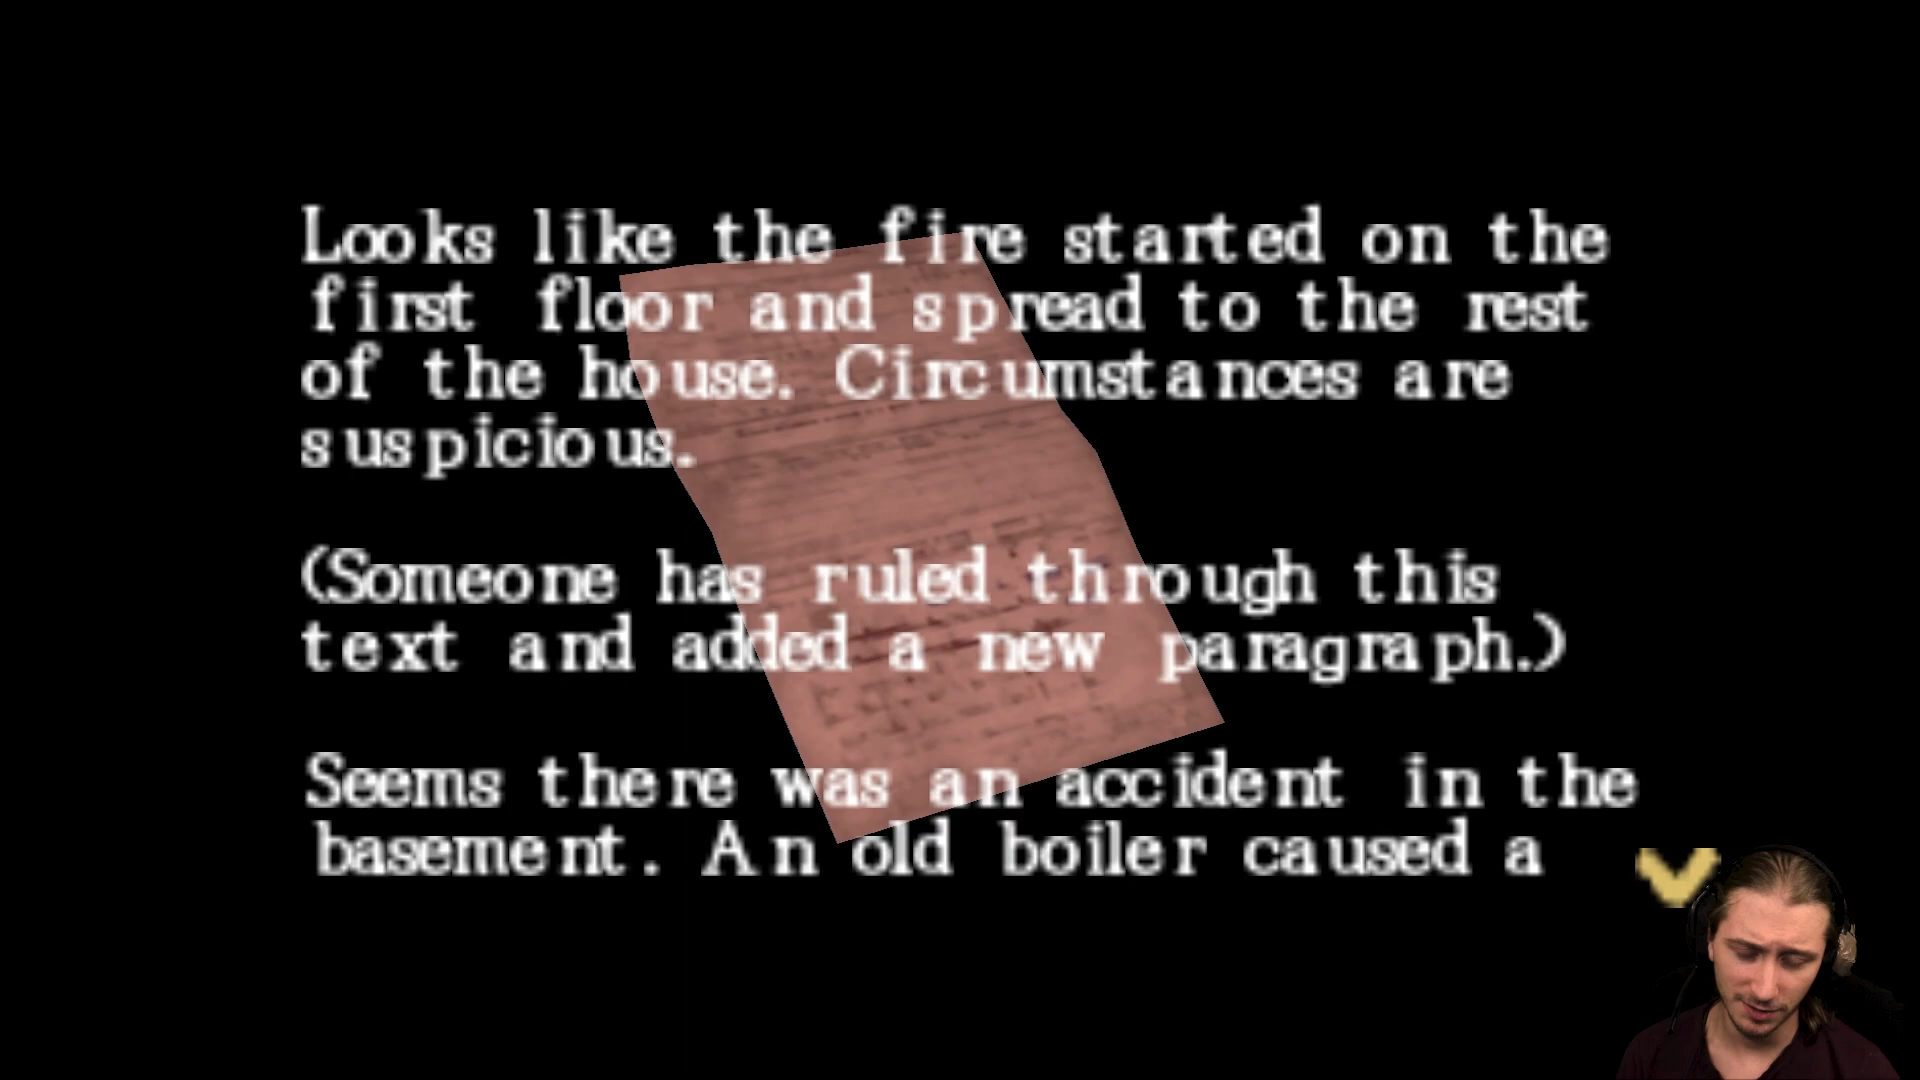 Looks like the fire started on the
first floor and spread to the rest
of the house. Circumstances are
suspicious.
(Someone has ruled through this
text and added a new paragraph.)
Seems there was an accident in the
basement. An old boiler caused a